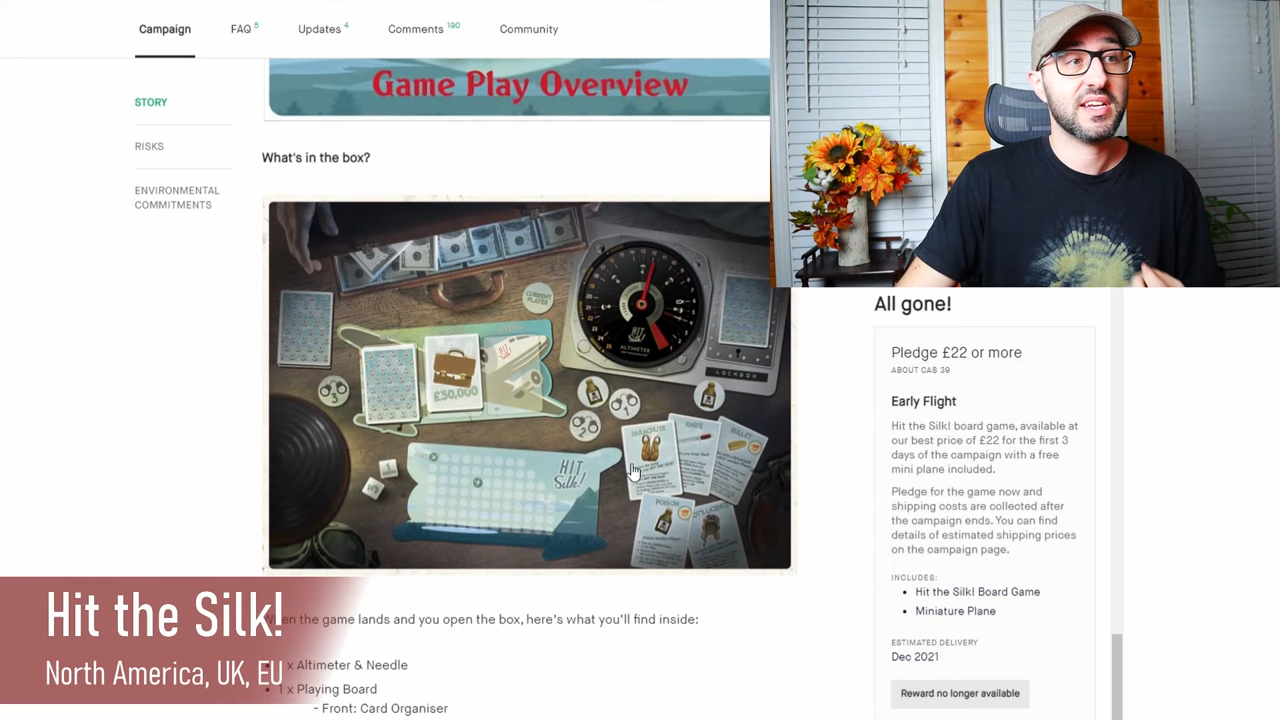 Campaign
FAQ 5
Updates 4
Comments 190
Community
STORY
RISKS
ENVIRONMENTAL
COMMITMENTS
Game Play Overview
What's in the box?
CURRENT
PLAYER
HIT
Silk!
ALTIMETER
LOCKBOX
£30,000
3
1
2
PARACHUTE
KNIFE
BULLET
POISON
HIT
Silk!
When the game lands and you open the box, here's what you'll find inside:
1 x Altimeter & Needle
1 x Playing Board
- Front: Card Organiser
All gone!
Pledge £22 or more
ABOUT CA$ 39
Early Flight
Hit the Silk! board game, available at
our best price of £22 for the first 3
days of the campaign with a free
mini plane included.
Pledge for the game now and
shipping costs are collected after
the campaign ends. You can find
details of estimated shipping prices
on the campaign page.
INCLUDES:
Hit the Silk! Board Game
Miniature Plane
ESTIMATED DELIVERY
Dec 2021
Reward no longer available
Hit the Silk!
North America, UK, EU